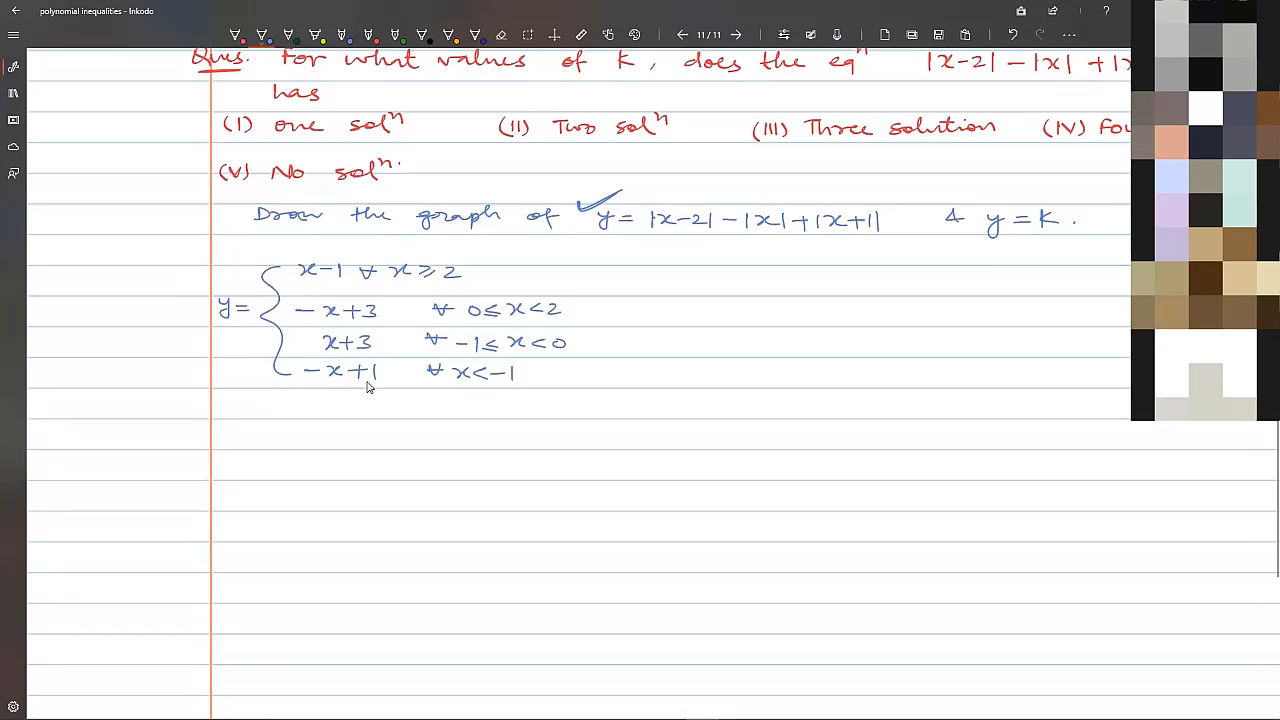 polynomial inequalities - Inkodo
11/11
Ques. For what values of k, does the eqⁿ |x-2| - |x| + |x
has
(I) one solⁿ (II) Two solⁿ (III) Three solution (IV) Fou
(V) No solⁿ.
Draw the graph of ✓ y = |x-2| - |x| + |x+1| & y = k.
x-1 ∀ x ≥ 2
y = { -x+3 ∀ 0 ≤ x < 2
x+3 ∀ -1 ≤ x < 0
-x+1 ∀ x < -1